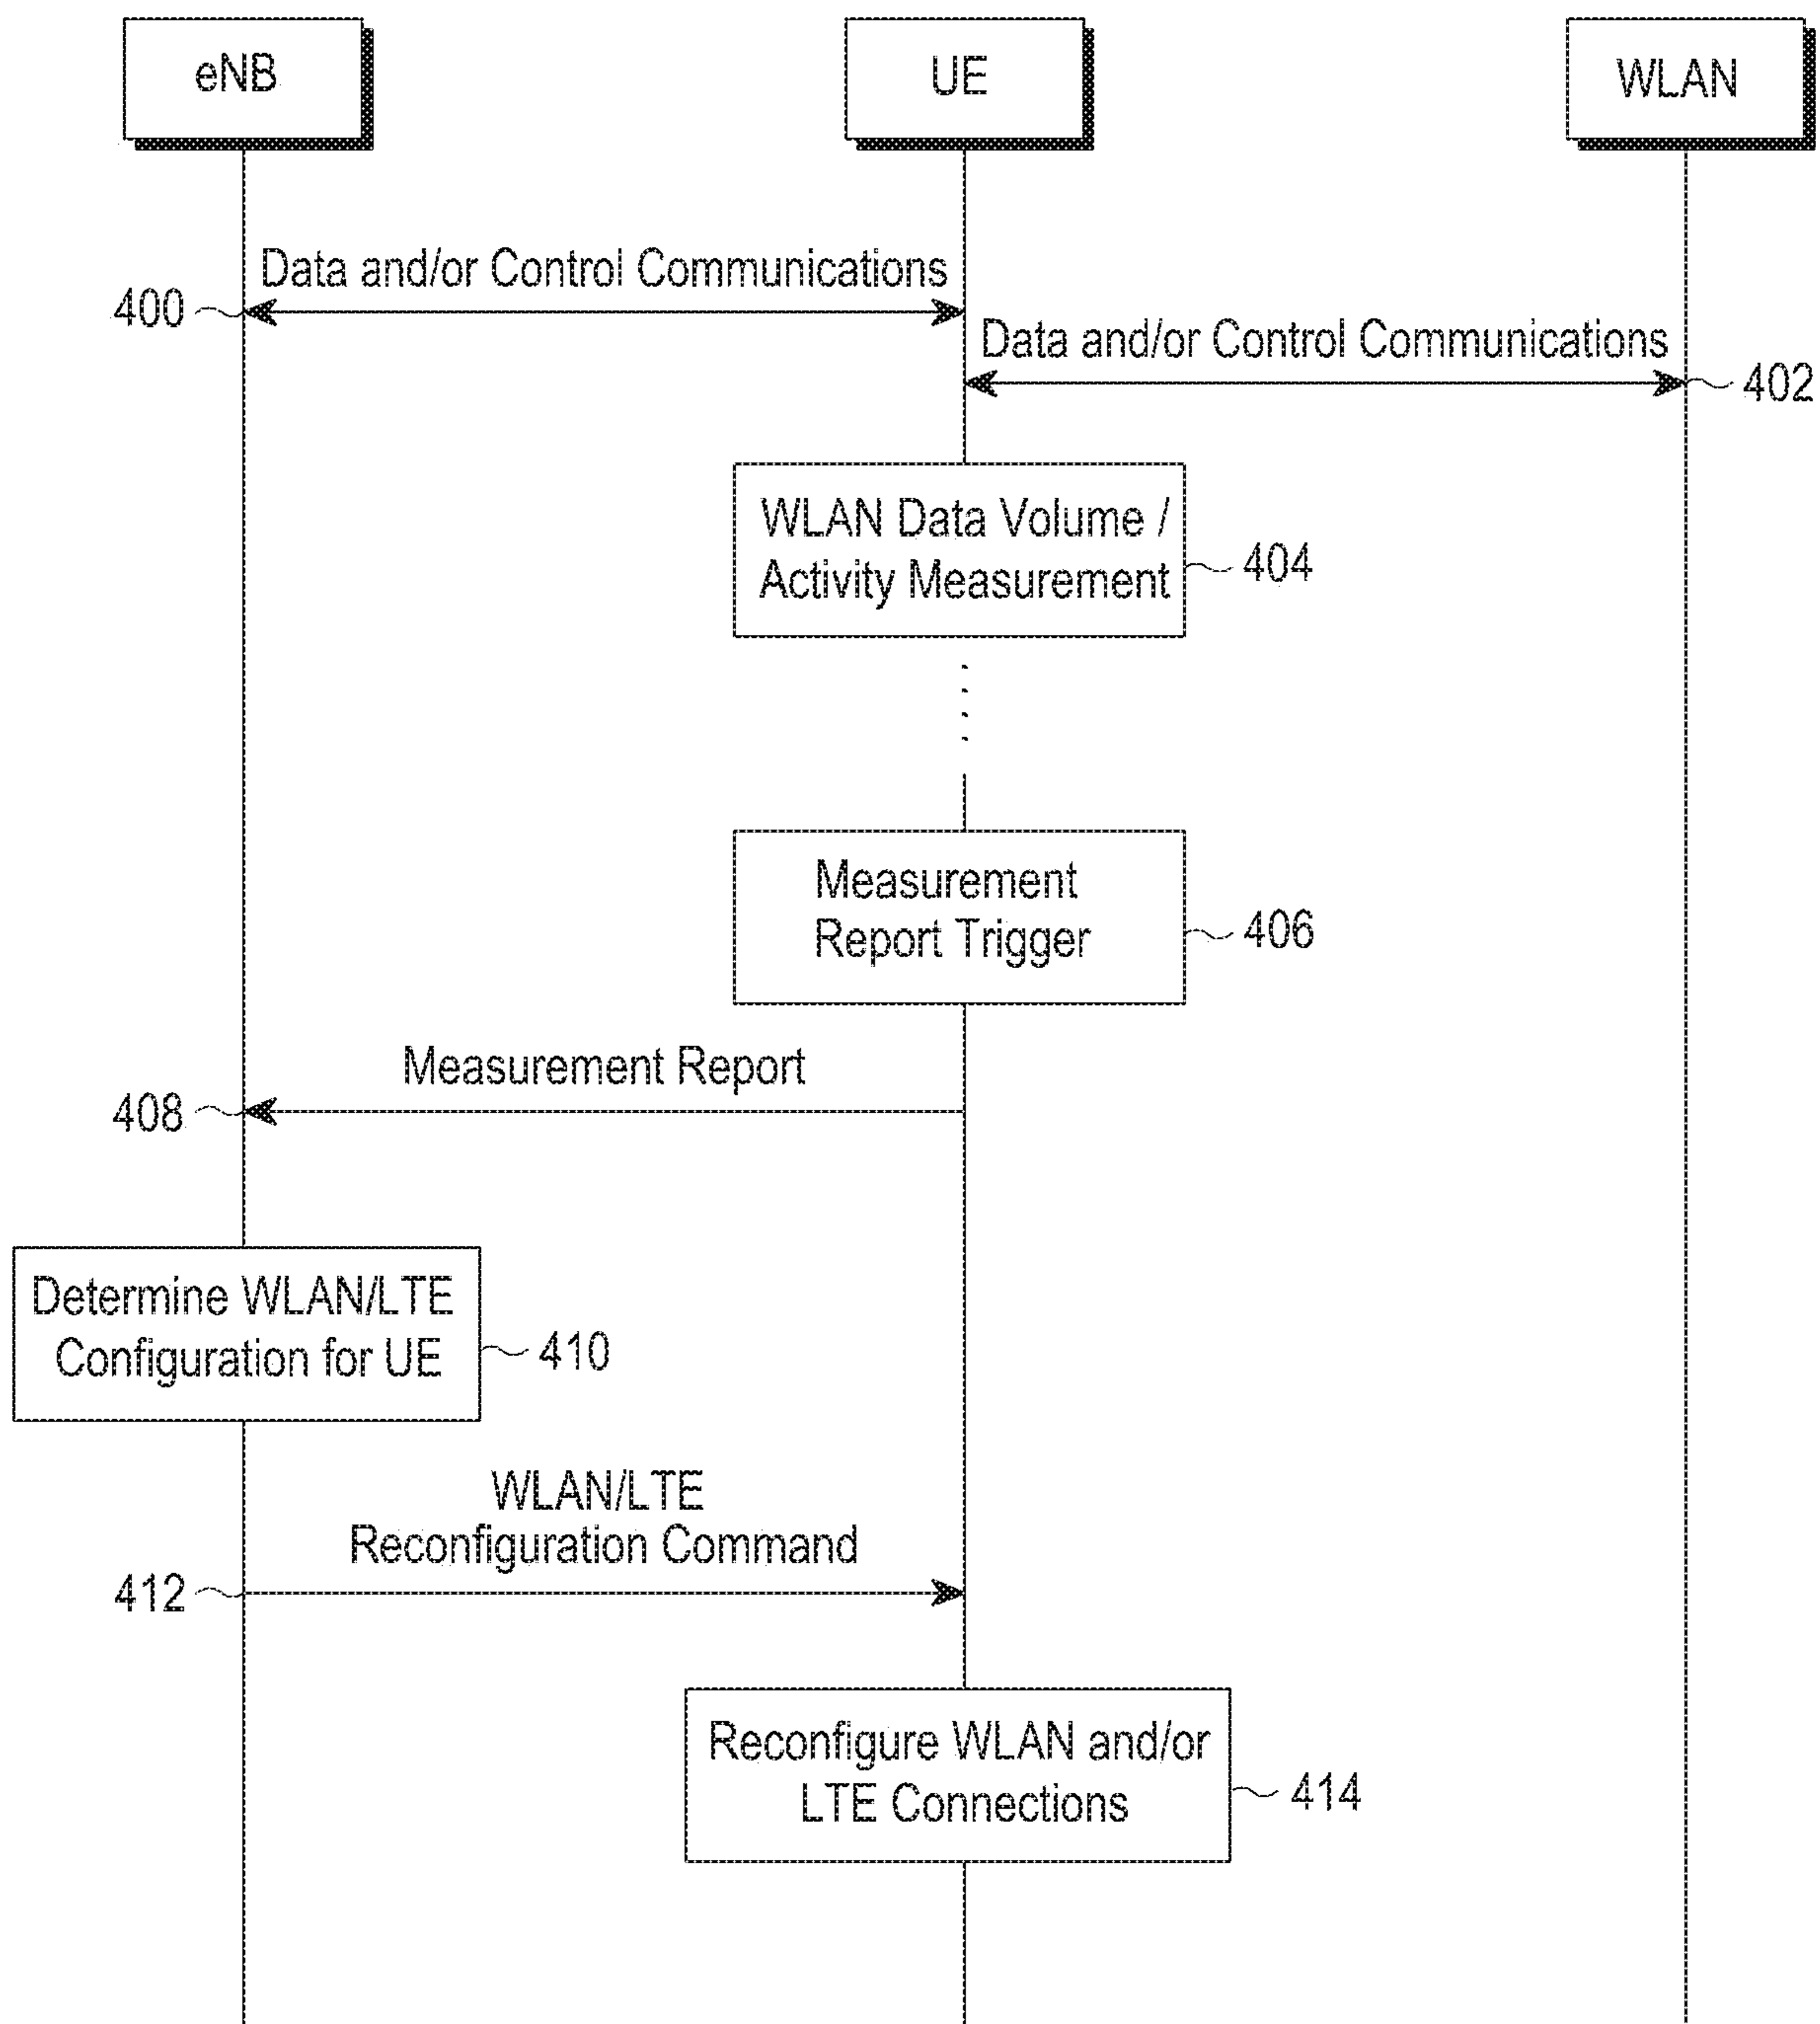 eNB
UE
WLAN
Data and/or Control Communications
400
Data and/or Control Communications
402
WLAN Data Volume /
Activity Measurement
404
Measurement
Report Trigger
406
Measurement Report
408
Determine WLAN/LTE
Configuration for UE
410
WLAN/LTE
Reconfiguration Command
412
Reconfigure WLAN and/or
LTE Connections
414